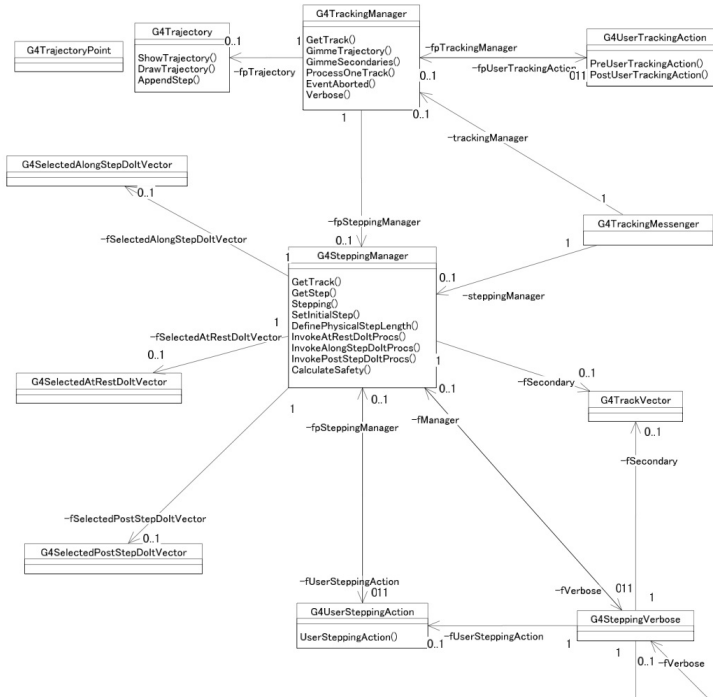 G4TrackingManager
G4Trajectory
G4UserTrackingAction
G4TrajectoryPoint
0..1
1
GetTrack()
GimmeTrajectory()
GimmeSecondaries()
ProcessOneTrack()
EventAborted()
Verbose()
ShowTrajectory()
DrawTrajectory()
AppendStep()
-fpTrajectory
-fpTrackingManager
-fpUserTrackingAction
0..1
011
PreUserTrackingAction()
PostUserTrackingAction()
1
0..1
-trackingManager
G4SelectedAlongStepDoItVector
0..1
1
G4TrackingMessenger
-fpSteppingManager
-fSelectedAlongStepDoItVector
0..1
1
1
G4SteppingManager
0..1
-steppingManager
GetTrack()
GetStep()
Stepping()
SetInitialStep()
DefinePhysicalStepLength()
InvokeAtRestDoItProcs()
InvokeAlongStepDoItProcs()
InvokePostStepDoItProcs()
CalculateSafety()
1
-fSelectedAtRestDoItVector
0..1
G4SelectedAtRestDoItVector
1
0..1
-fSecondary
0..1
G4TrackVector
0..1
1
0..1
-fManager
-fpSteppingManager
-fSecondary
-fSelectedPostStepDoItVector
0..1
G4SelectedPostStepDoItVector
-fUserSteppingAction
011
-fVerbose
011
1
G4UserSteppingAction
UserSteppingAction()
G4SteppingVerbose
0..1
-fUserSteppingAction
1
1
0..1
-fVerbose